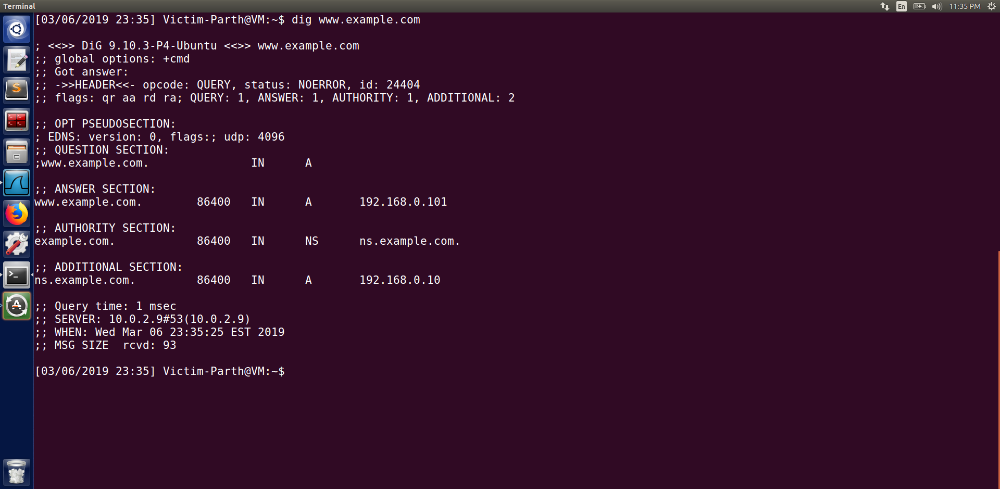 Terminal
En
11:35 PM
[03/06/2019 23:35] Victim-Parth@VM:~$ dig www.example.com
; <<>> DiG 9.10.3-P4-Ubuntu <<>> www.example.com
;; global options: +cmd
;; Got answer:
;; ->>HEADER<<- opcode: QUERY, status: NOERROR, id: 24404
;; flags: qr aa rd ra; QUERY: 1, ANSWER: 1, AUTHORITY: 1, ADDITIONAL: 2
;; OPT PSEUDOSECTION:
; EDNS: version: 0, flags:; udp: 4096
;; QUESTION SECTION:
;www.example.com. IN A
;; ANSWER SECTION:
www.example.com. 86400 IN A 192.168.0.101
;; AUTHORITY SECTION:
example.com. 86400 IN NS ns.example.com.
;; ADDITIONAL SECTION:
ns.example.com. 86400 IN A 192.168.0.10
;; Query time: 1 msec
;; SERVER: 10.0.2.9#53(10.0.2.9)
;; WHEN: Wed Mar 06 23:35:25 EST 2019
;; MSG SIZE  rcvd: 93
[03/06/2019 23:35] Victim-Parth@VM:~$